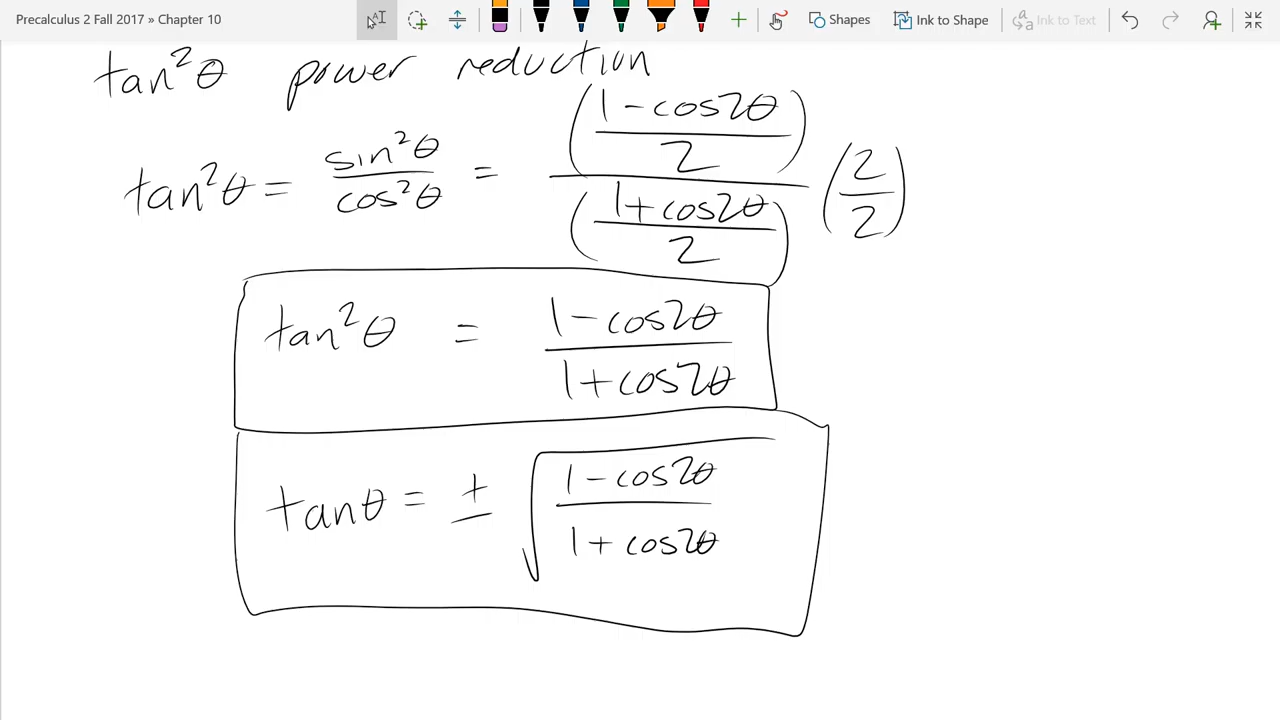 Precalculus 2 Fall 2017 » Chapter 10
Shapes
Ink to Shape
Ink to Text
tan²θ power reduction
tan²θ = sin²θ/cos²θ = ((1-cos2θ)/2)/((1+cos2θ)/2) (2/2)
tan²θ = (1-cos2θ)/(1+cos2θ)
tanθ = ± √((1-cos2θ)/(1+cos2θ))